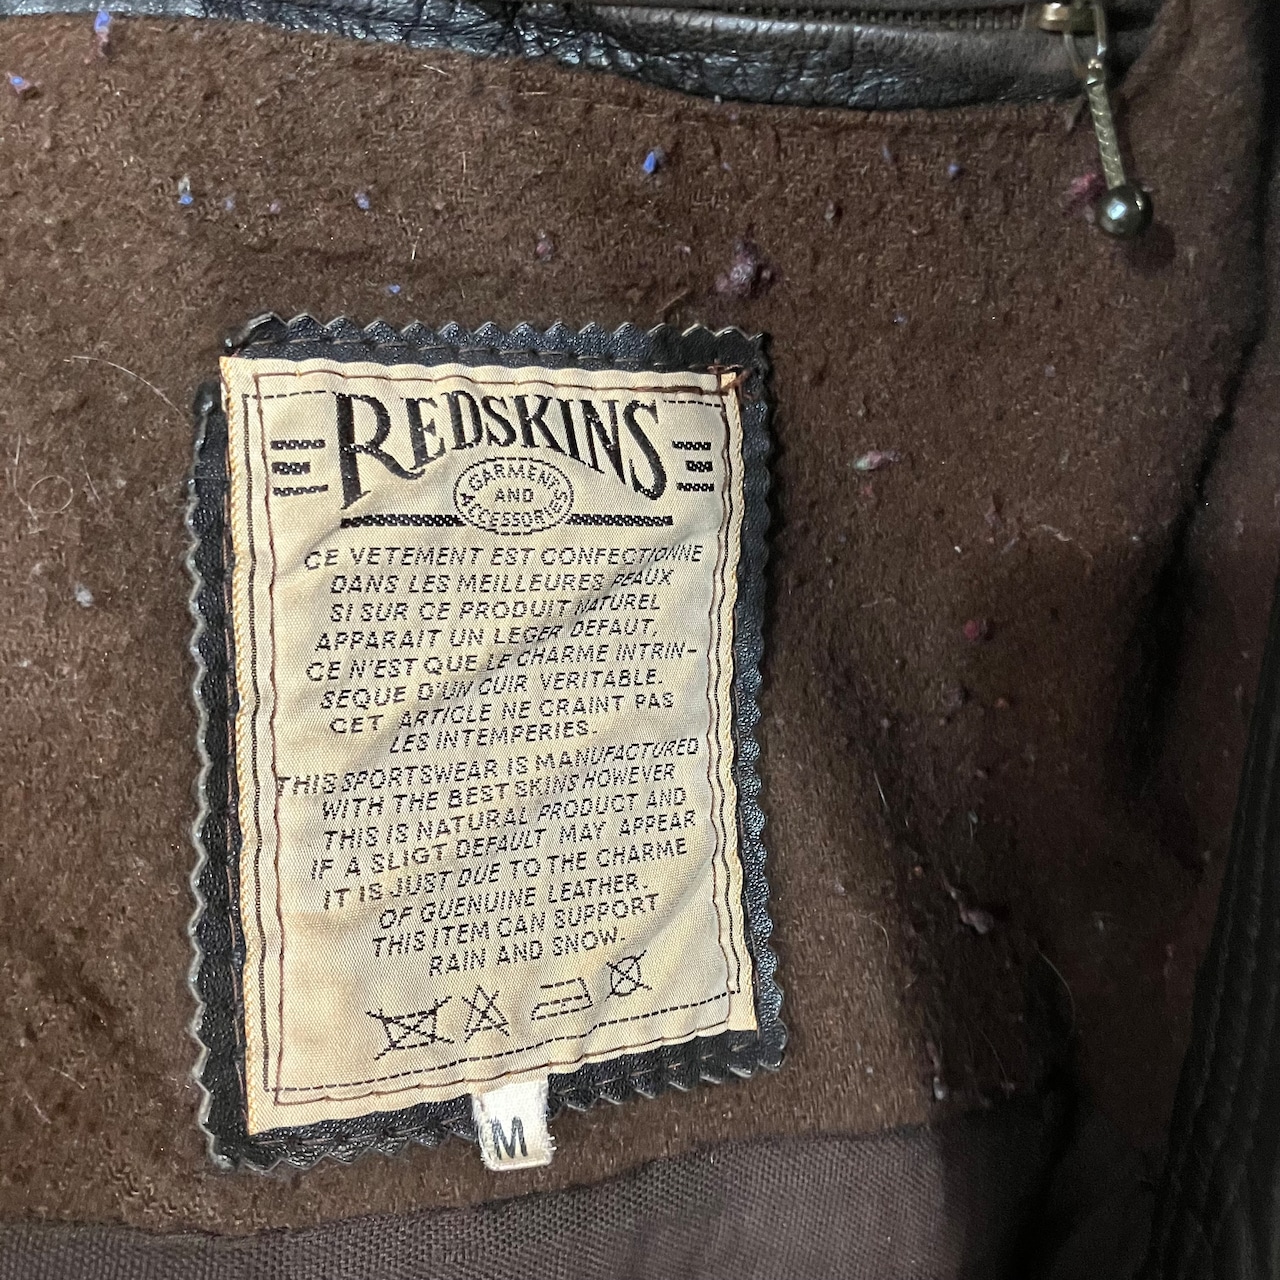 REDSKINS
GARMENTS
AND
ACCESSORIES
CE VETEMENT EST CONFECTIONNE
DANS LES MEILLEURES PEAUX
SI SUR CE PRODUIT NATUREL
APPARAIT UN LEGER DEFAUT,
CE N'EST QUE LE CHARME INTRIN-
SEQUE D'UN CUIR VERITABLE.
CET ARTICLE NE CRAINT PAS
LES INTEMPERIES.
THIS SPORTSWEAR IS MANUFACTURED
WITH THE BEST SKINS HOWEVER
THIS IS NATURAL PRODUCT AND
IF A SLIGT DEFAULT MAY APPEAR
IT IS JUST DUE TO THE CHARME
OF GUENUINE LEATHER.
THIS ITEM CAN SUPPORT
RAIN AND SNOW.
M